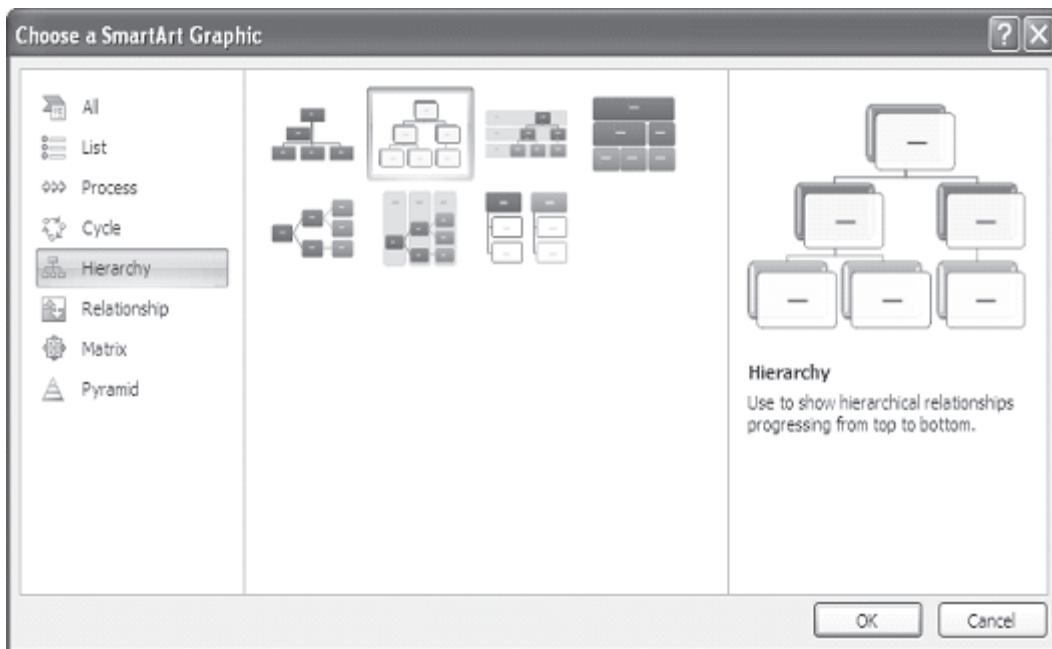 Choose a SmartArt Graphic
All
List
Process
Cycle
Hierarchy
Relationship
Matrix
Pyramid
Hierarchy
Use to show hierarchical relationships
progressing from top to bottom.
OK
Cancel